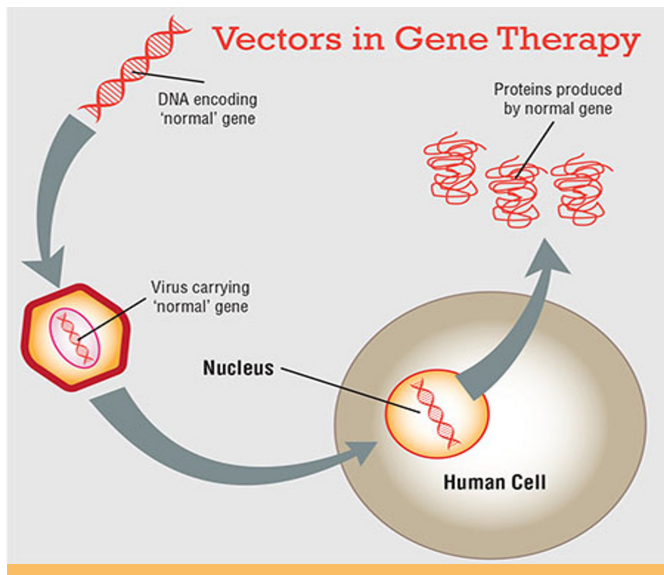 Vectors in Gene Therapy
DNA encoding
‘normal’ gene
Proteins produced
by normal gene
Virus carrying
‘normal’ gene
Nucleus
Human Cell